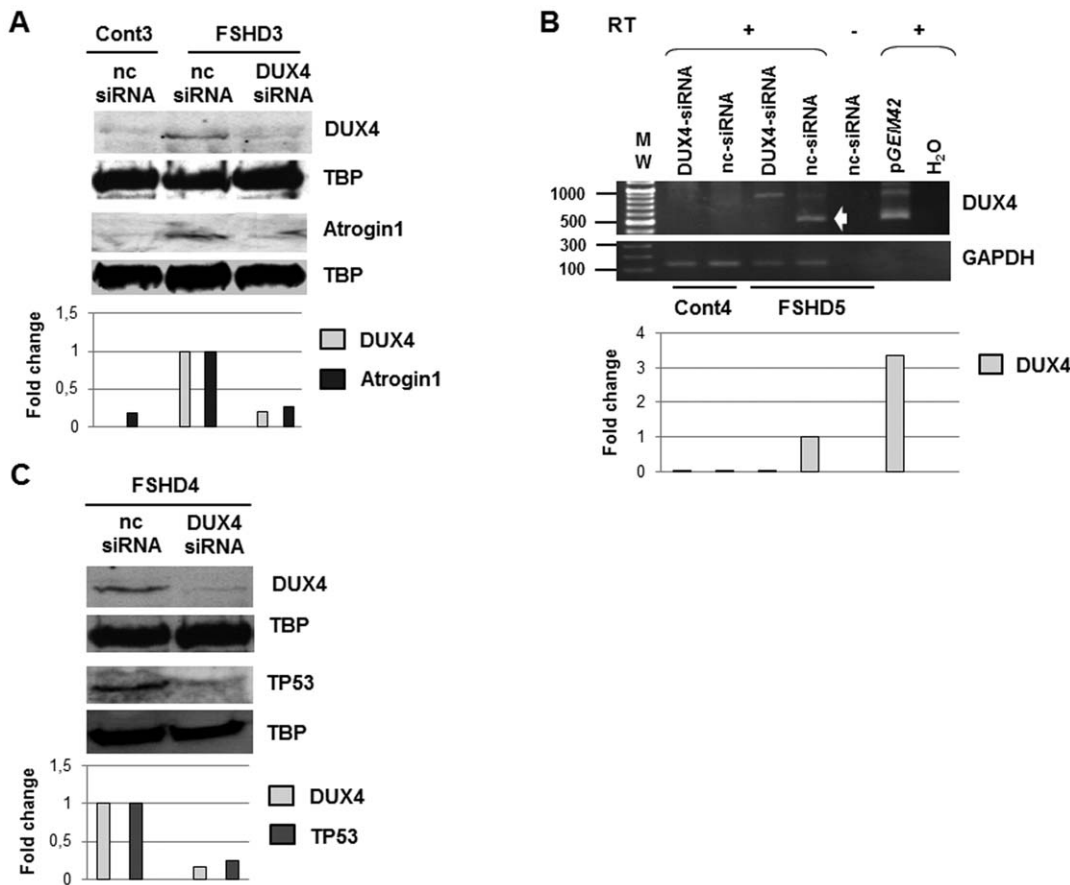 A
Cont3 FSHD3
nc siRNA nc siRNA DUX4 siRNA
DUX4
TBP
Atrogin1
TBP
Fold change
1,5
1
0,5
0
DUX4
Atrogin1
B
RT + - +
MW DUX4-siRNA nc-siRNA DUX4-siRNA nc-siRNA nc-siRNA pGEM42 H₂O
1000
500
DUX4
300
100
GAPDH
Cont4 FSHD5
Fold change
4
3
2
1
0
DUX4
C
FSHD4
nc siRNA DUX4 siRNA
DUX4
TBP
TP53
TBP
Fold change
1,5
1
0,5
0
DUX4
TP53